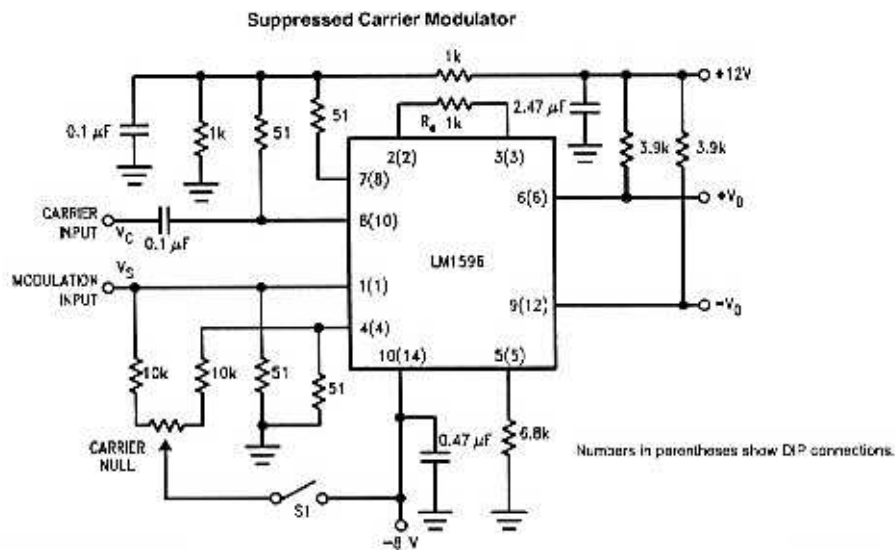 Suppressed Carrier Modulator
1k
+12V
0.1 µF
1k
51
51
Re 1k
2.47 µF
3.9k
3.9k
2(2)
3(3)
7(8)
6(6)
+VO
CARRIER
INPUT
VC
0.1 µF
8(10)
LM1596
MODULATION
INPUT
VS
1(1)
9(12)
-VO
4(4)
10(14)
5(5)
10k
10k
51
51
CARRIER
NULL
0.47 µF
6.8k
Numbers in parentheses show DIP connections.
S1
-8 V